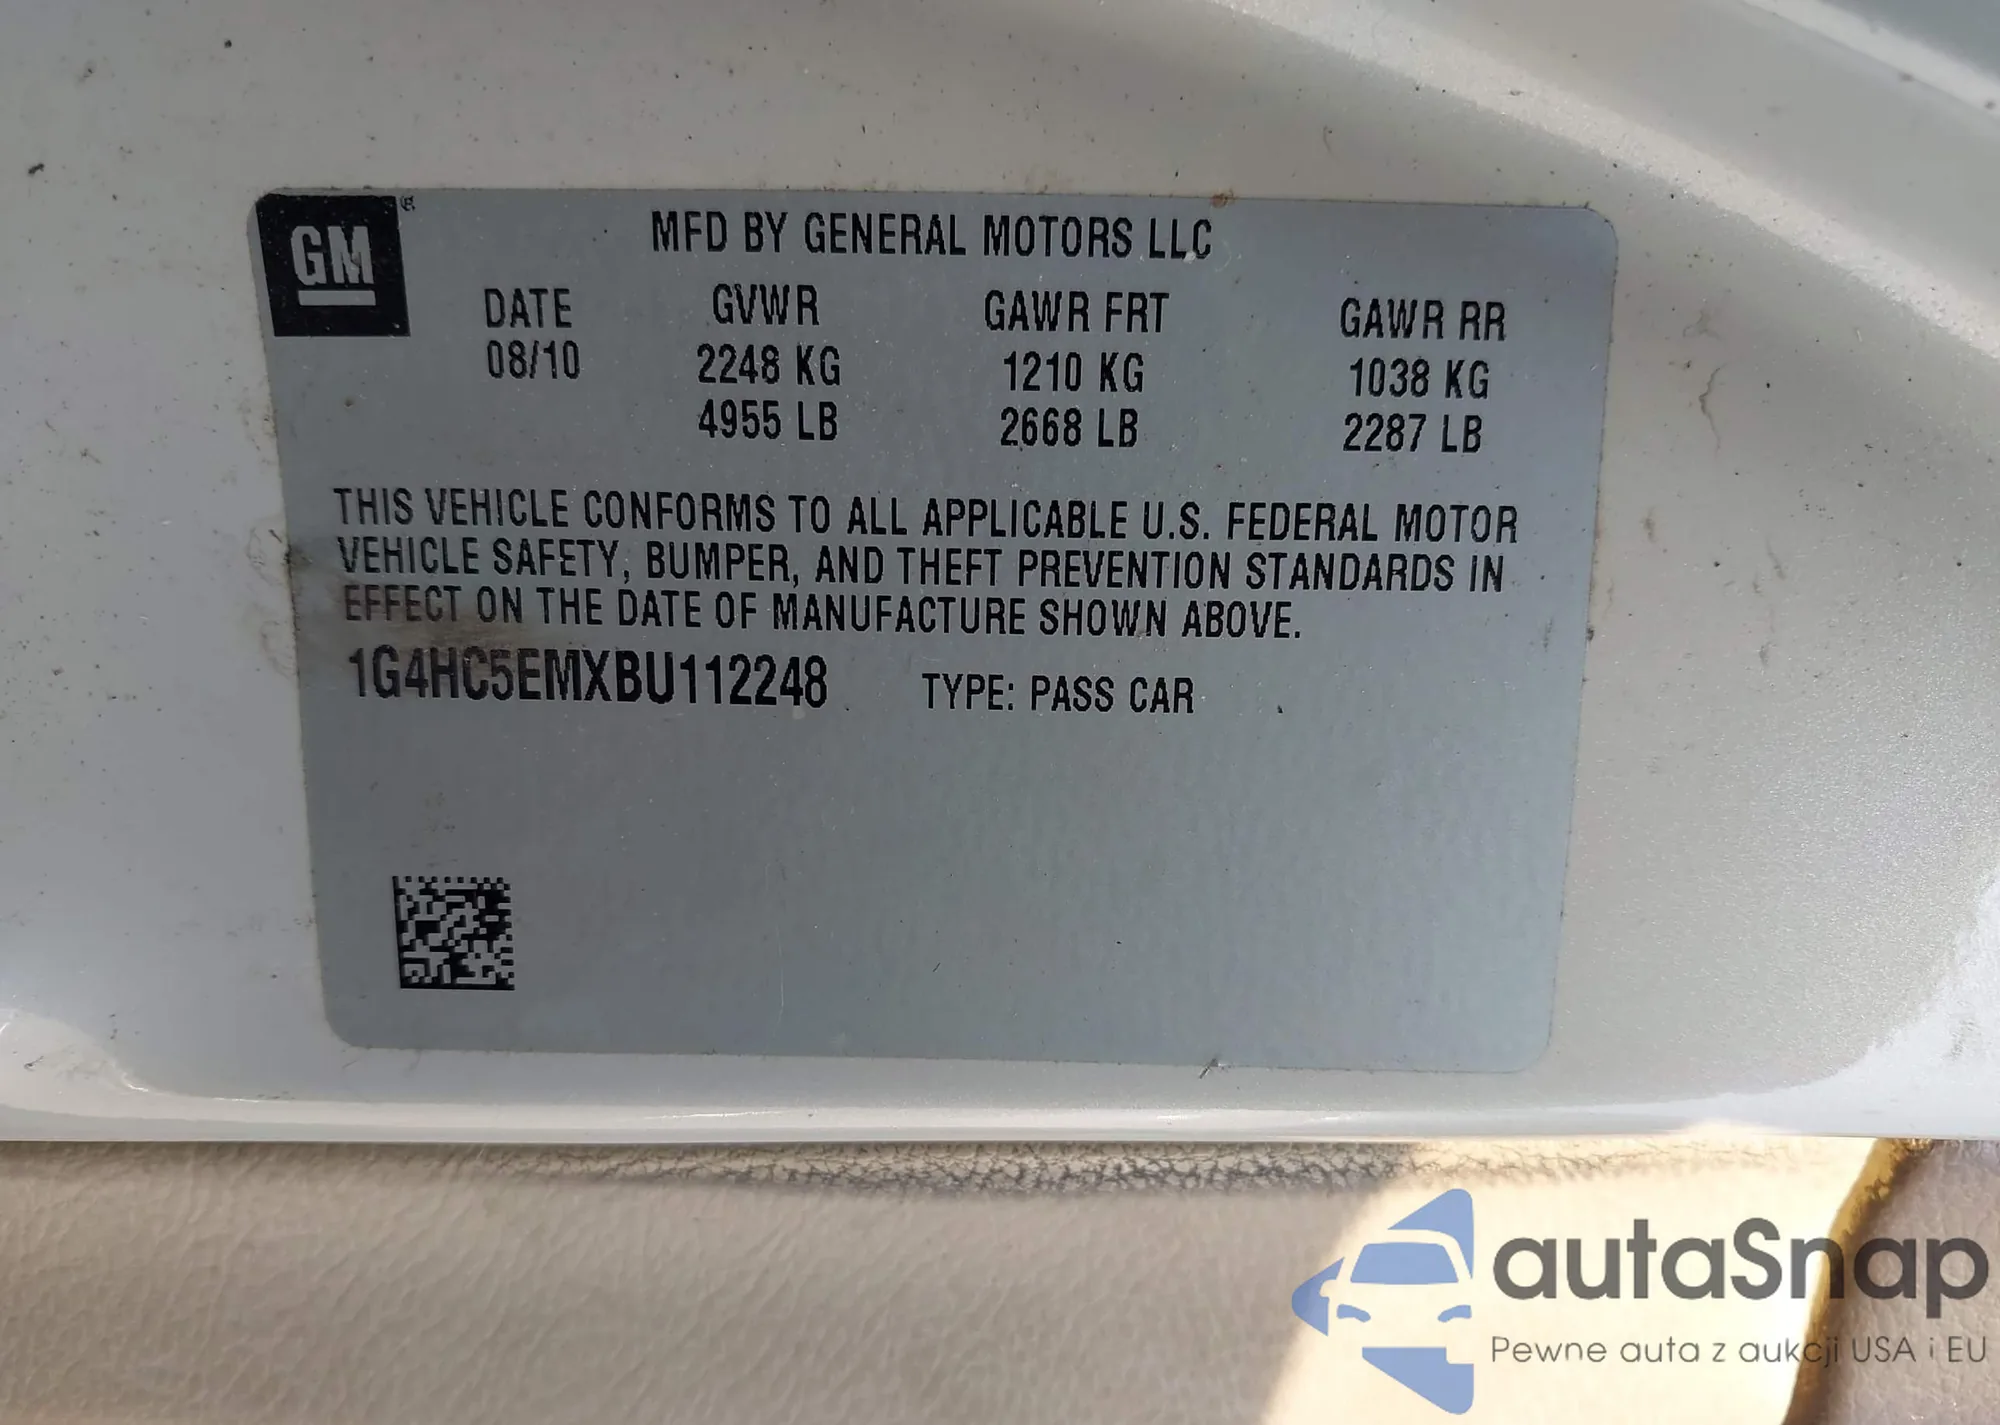 GM
MFD BY GENERAL MOTORS LLC
DATE GVWR GAWR FRT GAWR RR
08/10 2248 KG 1210 KG 1038 KG
4955 LB 2668 LB 2287 LB
THIS VEHICLE CONFORMS TO ALL APPLICABLE U.S. FEDERAL MOTOR
VEHICLE SAFETY, BUMPER, AND THEFT PREVENTION STANDARDS IN
EFFECT ON THE DATE OF MANUFACTURE SHOWN ABOVE.
1G4HC5EMXBU112248 TYPE: PASS CAR
autaSnap
Pewne auta z aukcji USA i EU